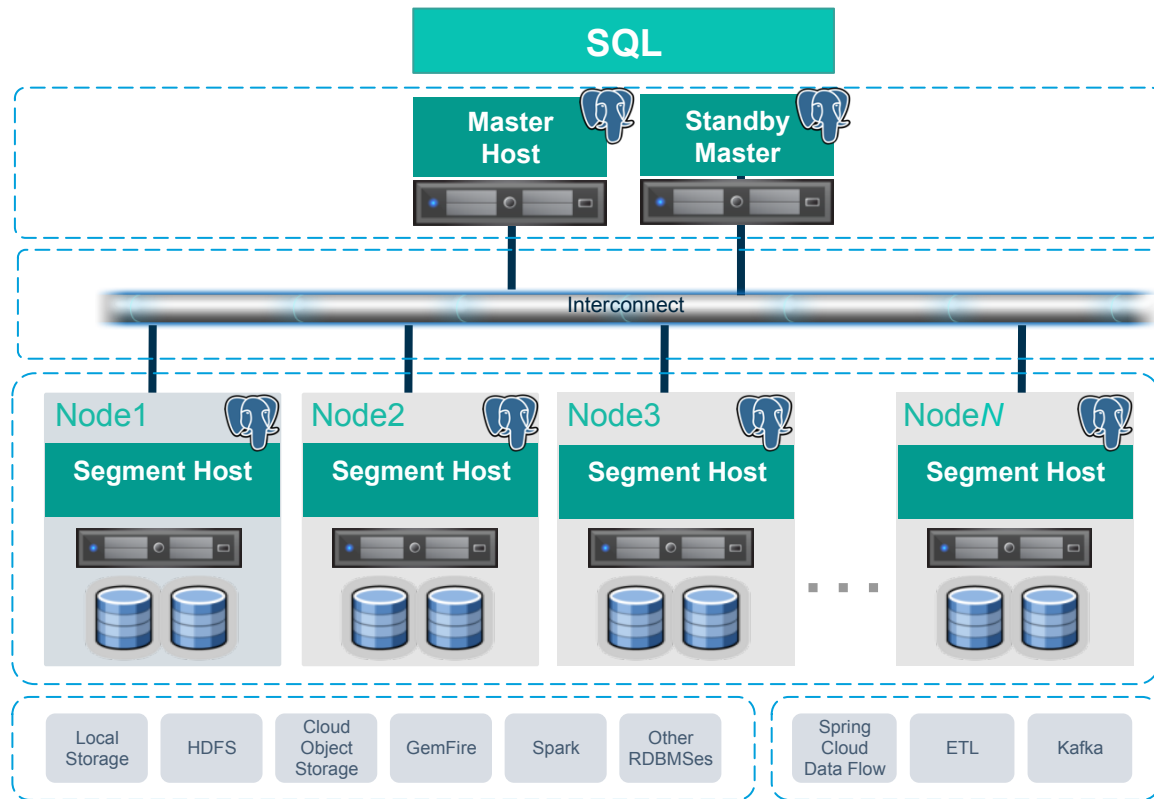 SQL
Master
Host
Standby
Master
Interconnect
Node1
Node2
Node3
NodeN
Segment Host
Segment Host
Segment Host
Segment Host
. . . .
Local
Storage
HDFS
Cloud
Object
Storage
GemFire
Spark
Other
RDBMSes
Spring
Cloud
Data Flow
ETL
Kafka